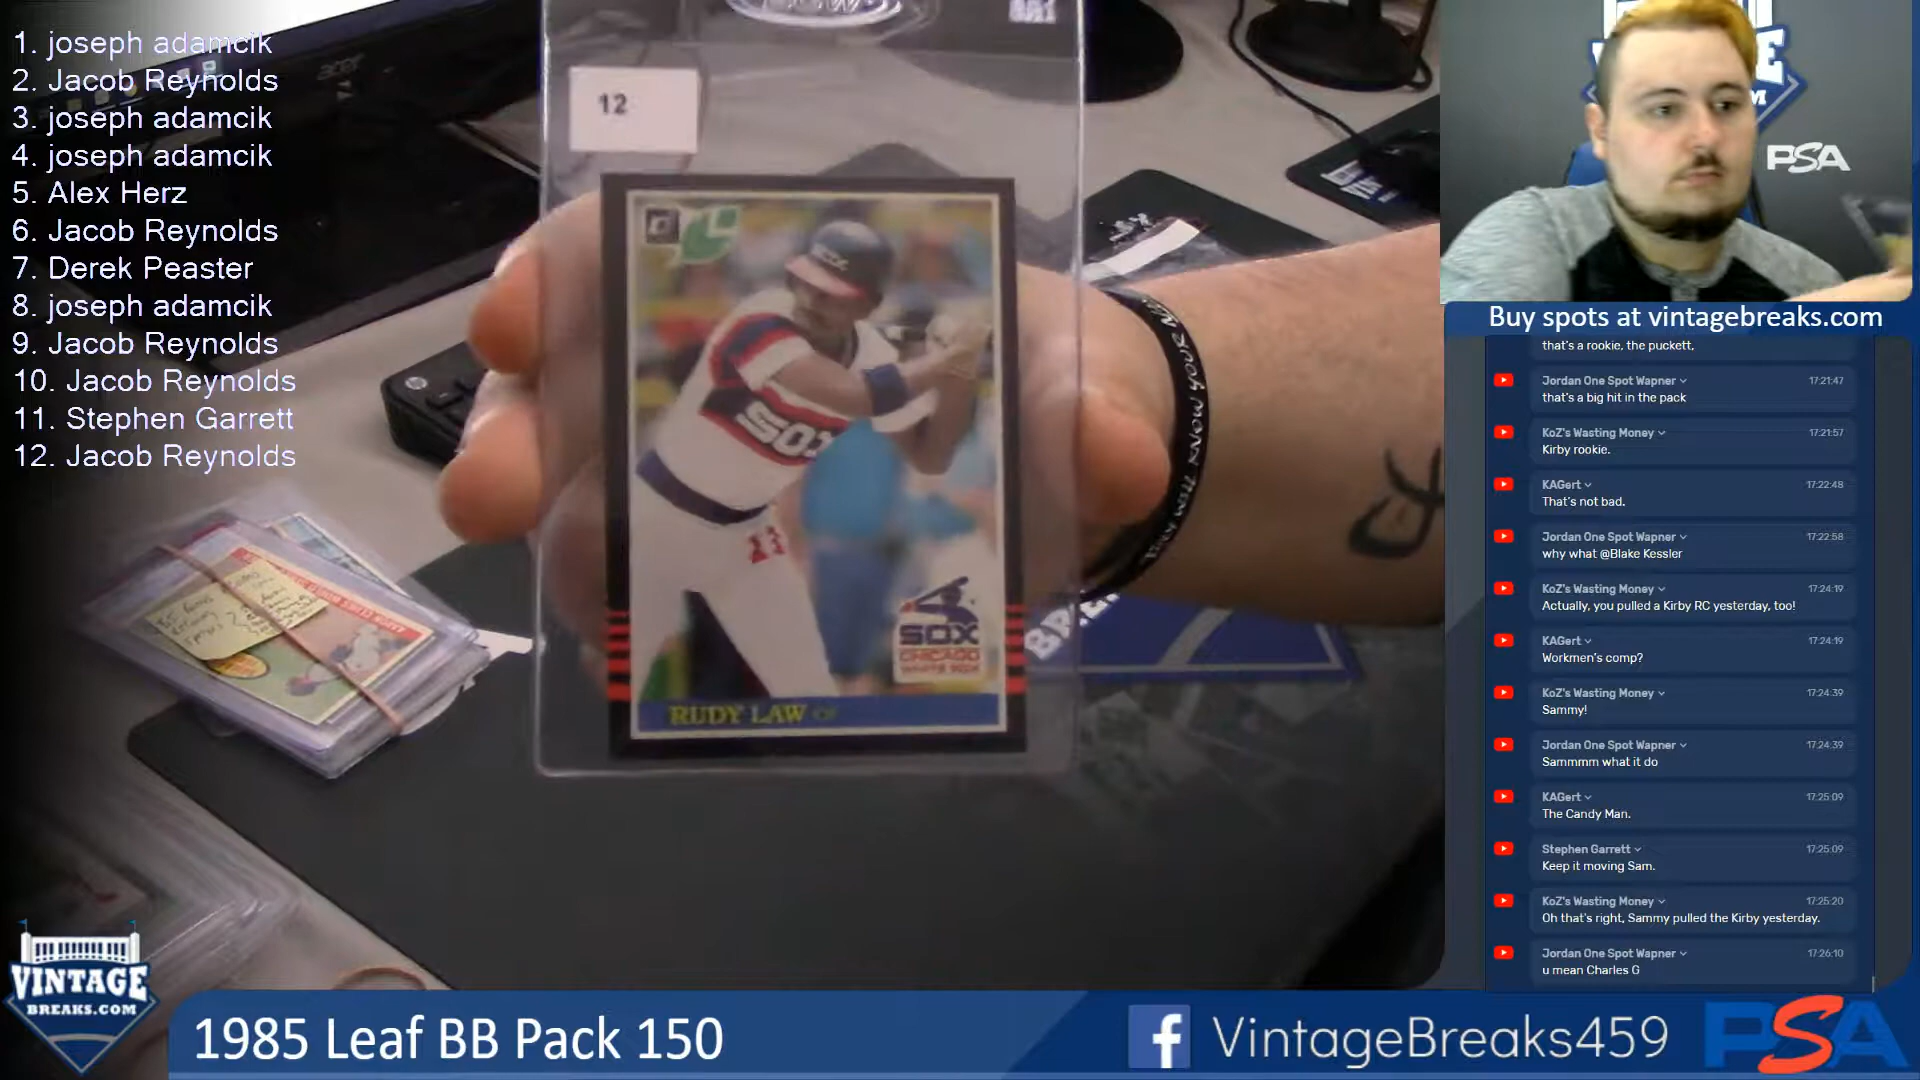 1. joseph adamcik
2. Jacob Reynolds
3. joseph adamcik
4. joseph adamcik
5. Alex Herz
6. Jacob Reynolds
7. Derek Peaster
8. joseph adamcik
9. Jacob Reynolds
10. Jacob Reynolds
11. Stephen Garrett
12. Jacob Reynolds
acer
12
SOX
SOX
SOX
CHICAGO
WHITE SOX
RUDY LAW OF
PSA
Buy spots at vintagebreaks.com
that's a rookie, the puckett,
Jordan One Spot Wapner 17:21:47
that's a big hit in the pack
KoZ's Wasting Money 17:21:57
Kirby rookie.
KAGert 17:22:48
That's not bad.
Jordan One Spot Wapner 17:22:58
why what @Blake Kessler
KoZ's Wasting Money 17:24:19
Actually, you pulled a Kirby RC yesterday, too!
KAGert 17:24:19
Workmen's comp?
KoZ's Wasting Money 17:24:39
Sammy!
Jordan One Spot Wapner 17:24:39
Sammmm what it do
KAGert 17:25:09
The Candy Man.
Stephen Garrett 17:25:09
Keep it moving Sam.
KoZ's Wasting Money 17:25:20
Oh that's right, Sammy pulled the Kirby yesterday.
Jordan One Spot Wapner 17:26:10
u mean Charles G
VINTAGE
BREAKS.COM
1985 Leaf BB Pack 150
f VintageBreaks459
PSA